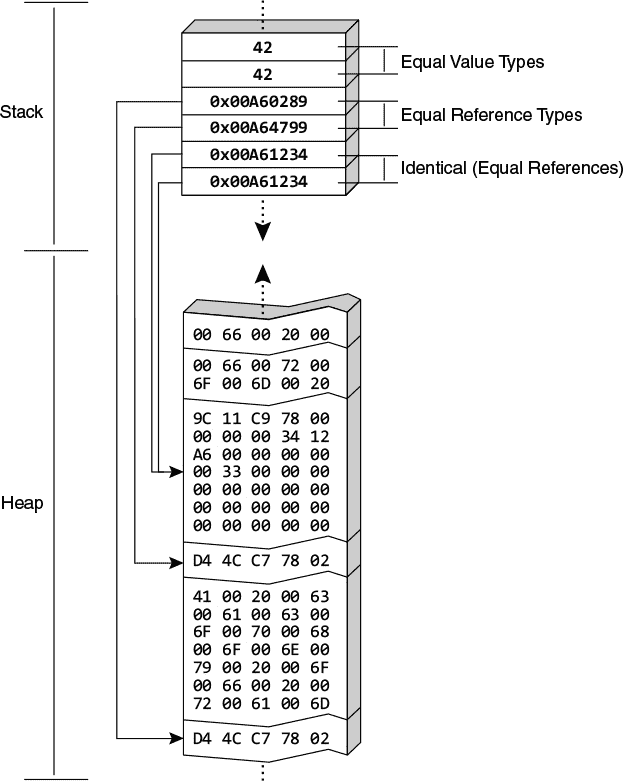 42
Equal Value Types
42
0x00A60289
Stack
Equal Reference Types
0x00A64799
0x00A61234
Identical (Equal References)
0x00A61234
00 66 00 20 00
00 66 00 72 00
6F 00 6D 00 20
9C 11 C9 78 00
00 00 00 34 12
A6 00 00 00 00
00 33 00 00 00
00 00 00 00 00
00 00 00 00 00
00 00 00 00 00
Heap
D4 4C C7 78 02
41 00 20 00 63
00 61 00 63 00
6F 00 70 00 68
00 6F 00 6E 00
79 00 20 00 6F
00 66 00 20 00
72 00 61 00 6D
D4 4C C7 78 02